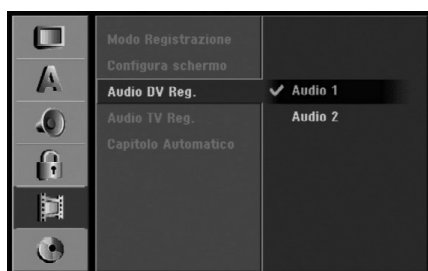 Modo Registrazione
Configura schermo
Audio DV Reg.
Audio 1
Audio TV Reg.
Audio 2
Capitolo Automatico